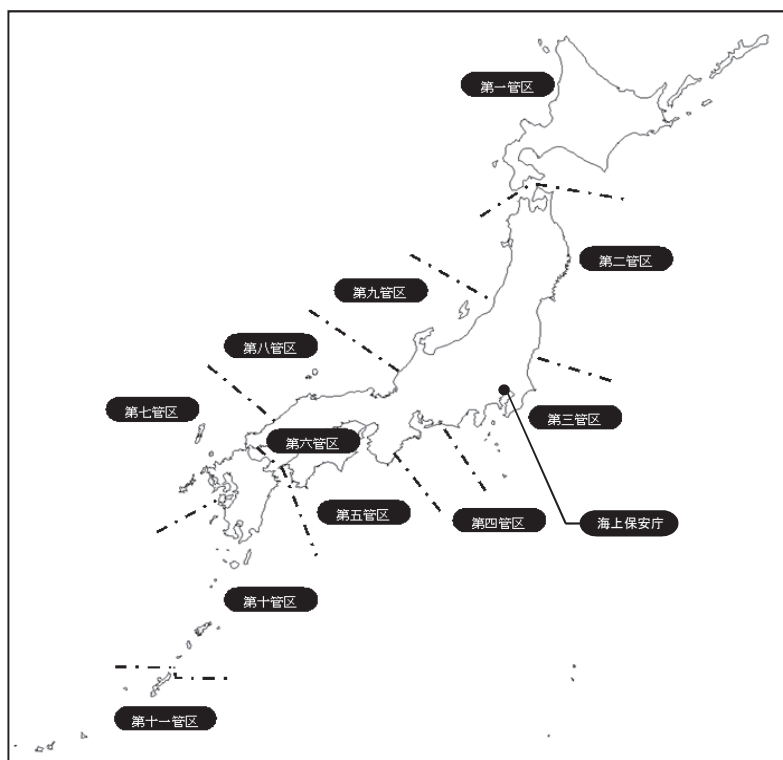 第一管区
第二管区
第九管区
第八管区
第七管区
第三管区
第六管区
第五管区
第四管区
海上保安庁
第十管区
第十一管区